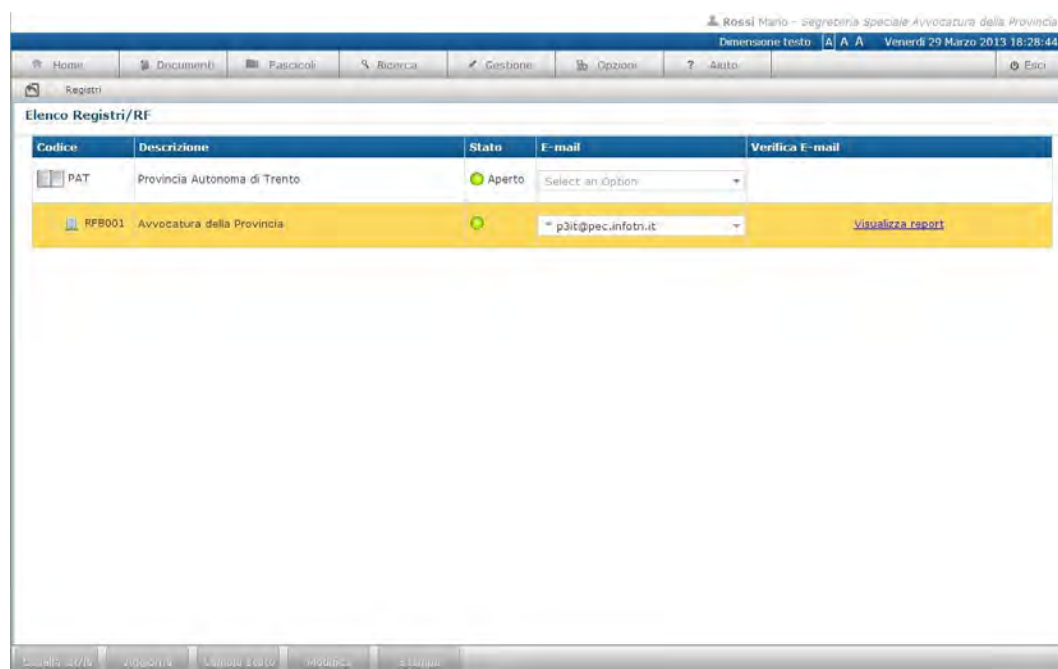 Rossi Mario - Segreteria Speciale Avvocatura della Provincia
Dimensione testo A A A Venerdì 29 Marzo 2013 18:28:44
Home Documenti Fascicoli Ricerca Gestione Opzioni ? Aiuto Esci
Registri
Elenco Registri/RF
Codice Descrizione Stato E-mail Verifica E-mail
PAT Provincia Autonoma di Trento Aperto Select an Option
RFB001 Avvocatura della Provincia * p3it@pec.infotn.it Visualizza report
Aggiorna Cambia Stato Modifica Stampa